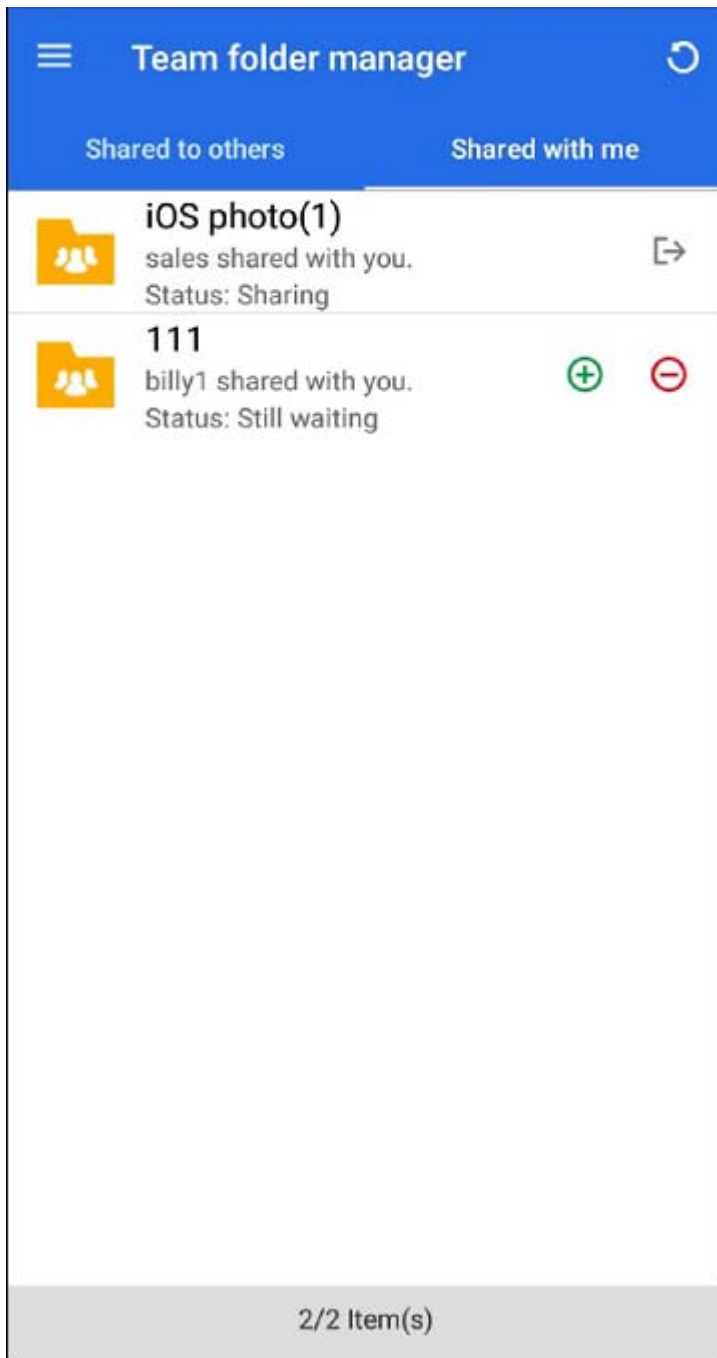 Team folder manager
Shared to others
Shared with me
iOS photo(1)
sales shared with you.
Status: Sharing
111
billy1 shared with you.
Status: Still waiting
2/2 Item(s)